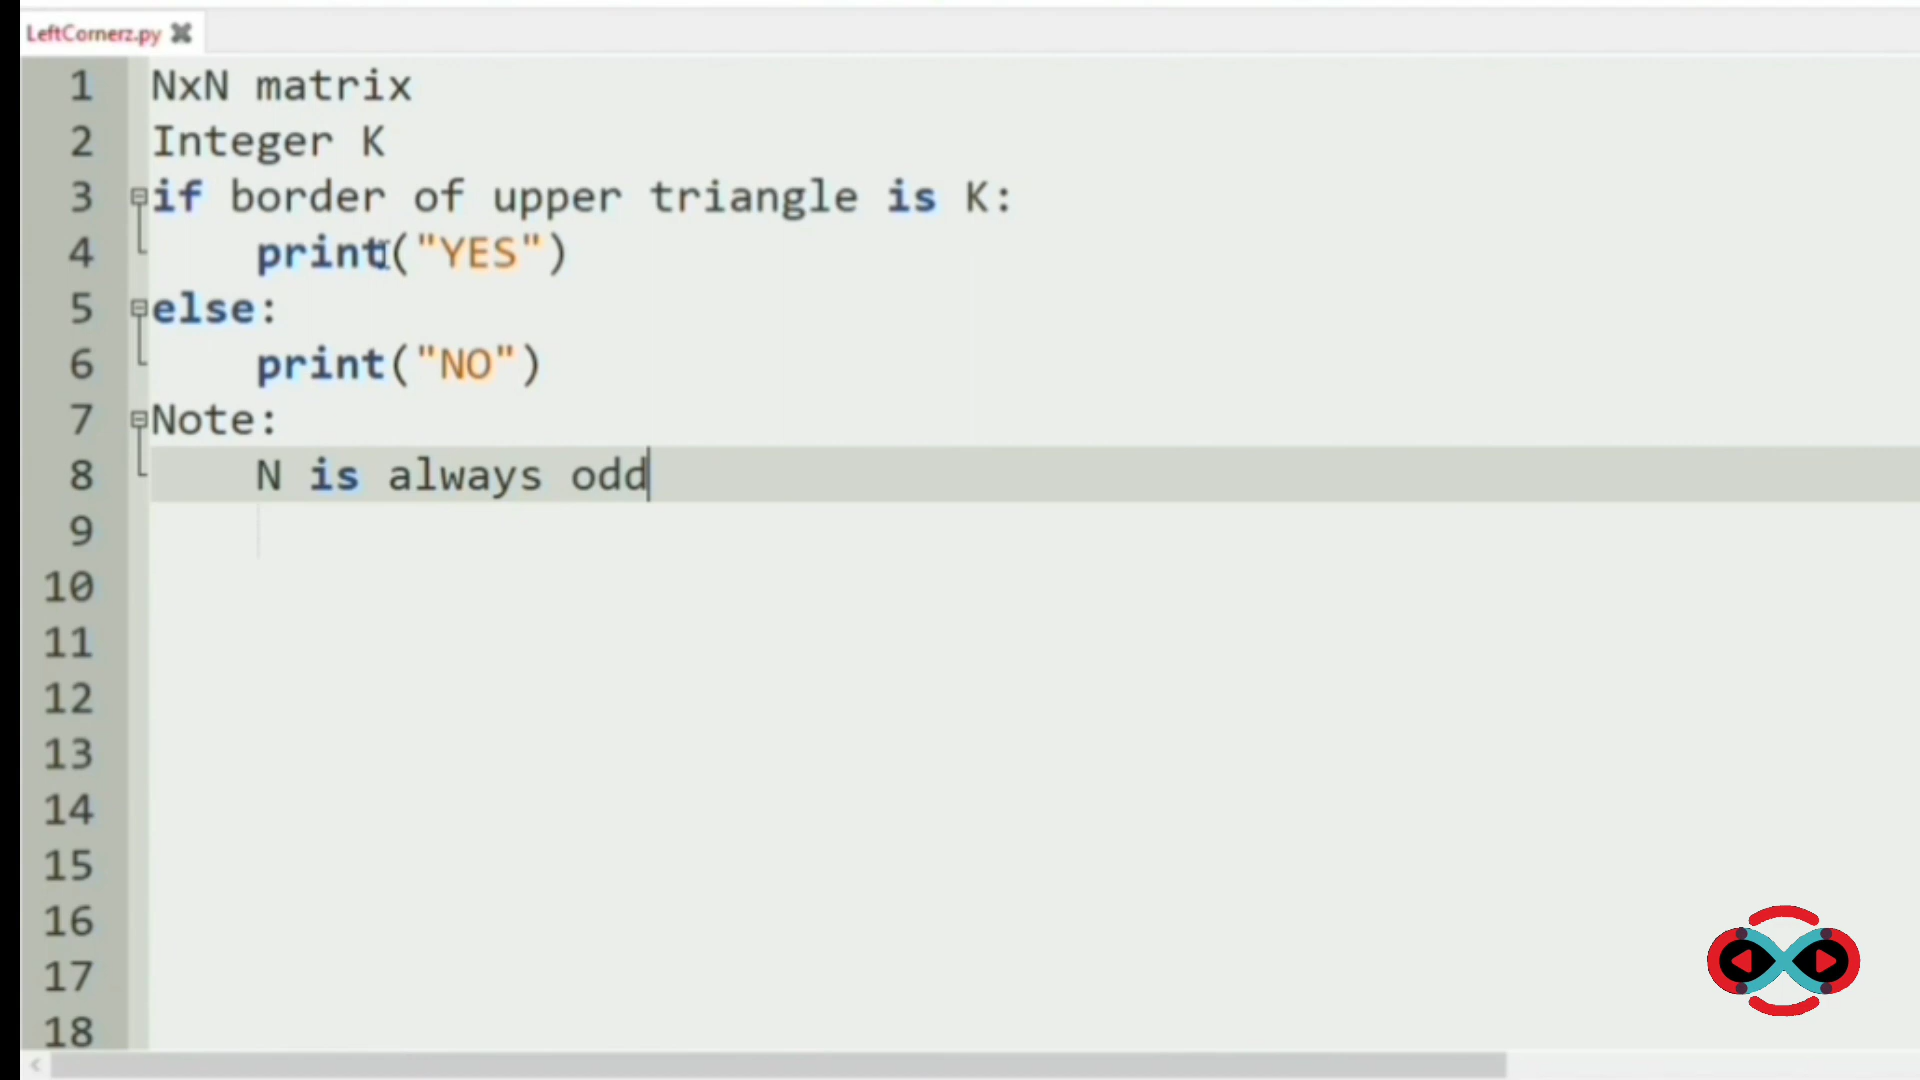 LeftCornerz.py
1 NxN matrix
2 Integer K
3 if border of upper triangle is K:
4     print("YES")
5 else:
6     print("NO")
7 Note:
8     N is always odd
9
10
11
12
13
14
15
16
17
18